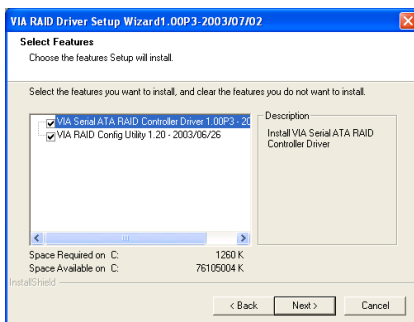 VIA RAID Driver Setup Wizard1.00P3-2003/07/02
Select Features
Choose the features Setup will install.
Select the features you want to install, and clear the features you do not want to install.
VIA Serial ATA RAID Controller Driver 1.00P3 - 20
VIA RAID Config Utility 1.20 - 2003/06/26
Description
Install VIA Serial ATA RAID
Controller Driver
Space Required on C: 1260 K
Space Available on C: 76105004 K
InstallShield
< Back
Next >
Cancel